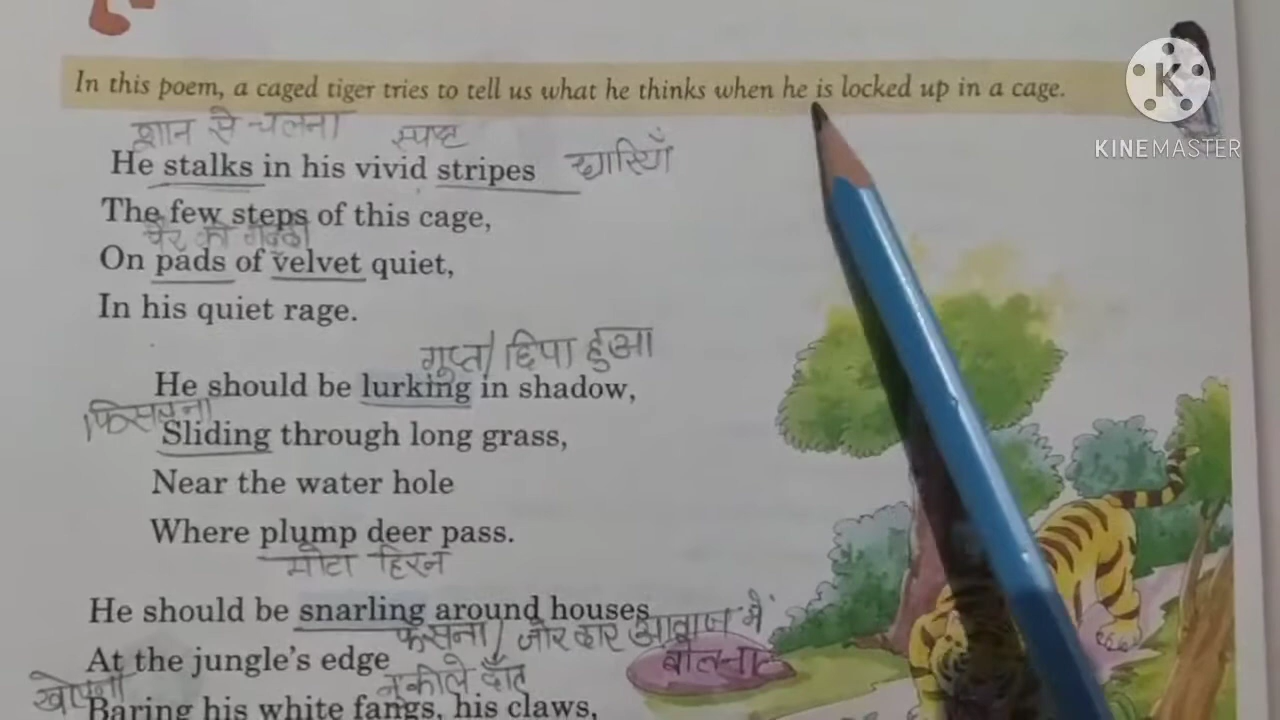 In this poem, a caged tiger tries to tell us what he thinks when he is locked up in a cage.
K
KINEMASTER
शान से चलना स्पष्ट
He stalks in his vivid stripes धारियाँ
The few steps of this cage,
पैर की गद्दी
On pads of velvet quiet,
In his quiet rage.
गुप्त/छिपा हुआ
He should be lurking in shadow,
फिसलना
Sliding through long grass,
Near the water hole
Where plump deer pass.
मोटा हिरन
He should be snarling around houses
/ जोरदार आवाज में
At the jungle's edge बोलना
नुकीले दाँत
Baring his white fangs, his claws,